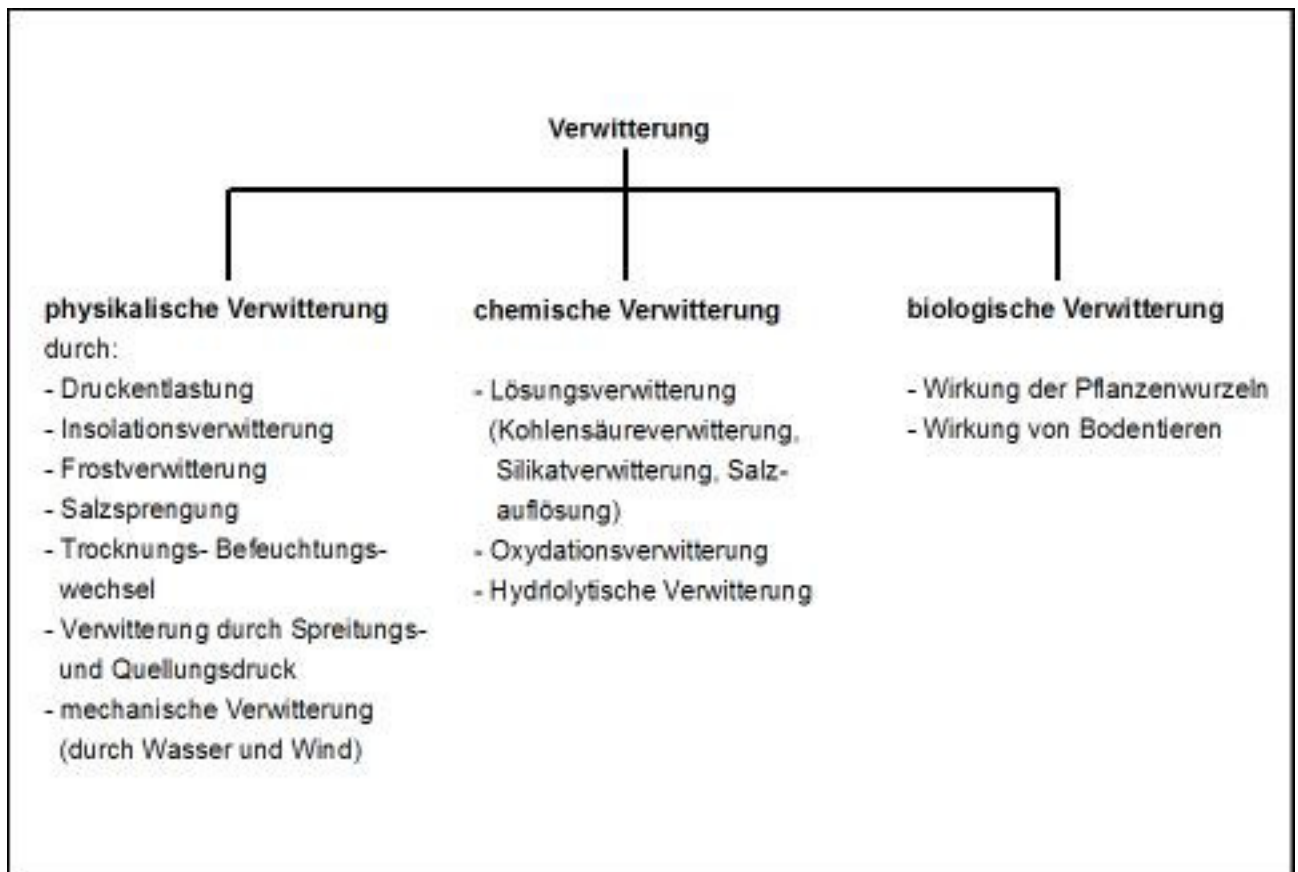 Verwitterung
physikalische Verwitterung
durch:
- Druckentlastung
- Insolationsverwitterung
- Frostverwitterung
- Salzsprengung
- Trocknungs- Befeuchtungs-
wechsel
- Verwitterung durch Spreitungs-
und Quellungsdruck
- mechanische Verwitterung
(durch Wasser und Wind)
chemische Verwitterung
- Lösungsverwitterung
(Kohlensäureverwitterung,
Silikatverwitterung, Salz-
auflösung)
- Oxydationsverwitterung
- Hydrlolytische Verwitterung
biologische Verwitterung
- Wirkung der Pflanzenwurzeln
- Wirkung von Bodentieren